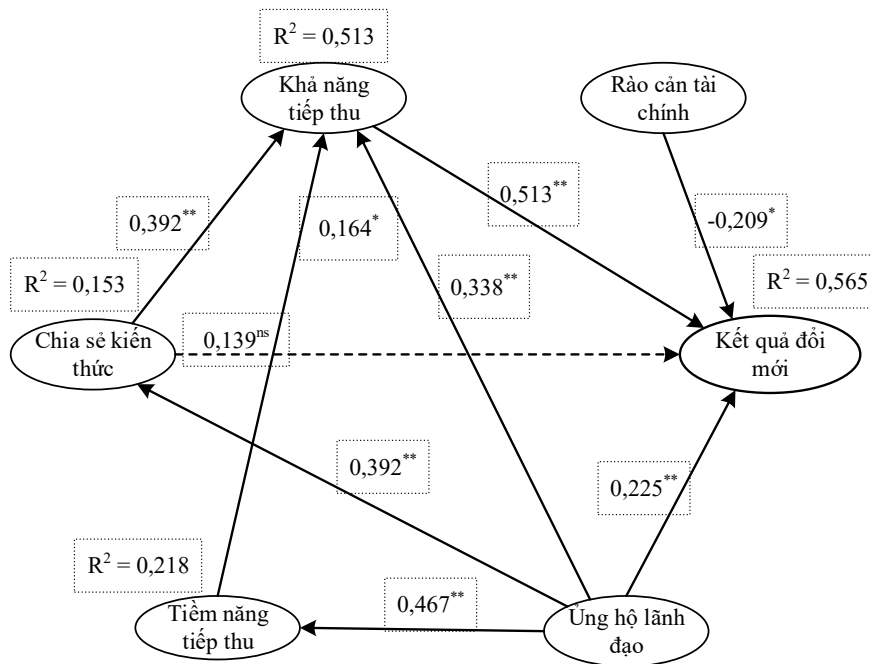 R² = 0,513
Khả năng
tiếp thu
Rào cản tài
chính
0,392**
0,164*
0,513**
-0,209*
R² = 0,153
0,338**
R² = 0,565
Chia sẻ kiến
thức
0,139ns
Kết quả đổi
mới
0,392**
0,225**
R² = 0,218
Tiềm năng
tiếp thu
0,467**
Ủng hộ lãnh
đạo